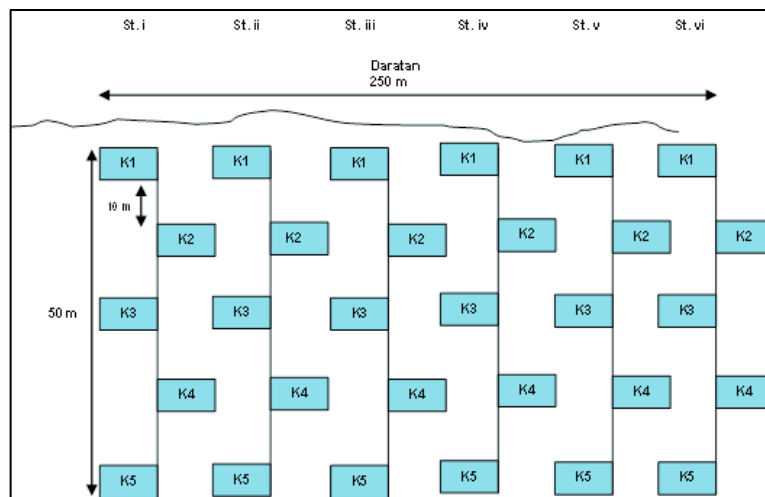 St. i St. ii St. iii St. iv St. v St. vi
Daratan
250 m
K1 K1 K1 K1 K1 K1
10 m
K2 K2 K2 K2 K2 K2
50 m K3 K3 K3 K3 K3 K3
K4 K4 K4 K4 K4 K4
K5 K5 K5 K5 K5 K5